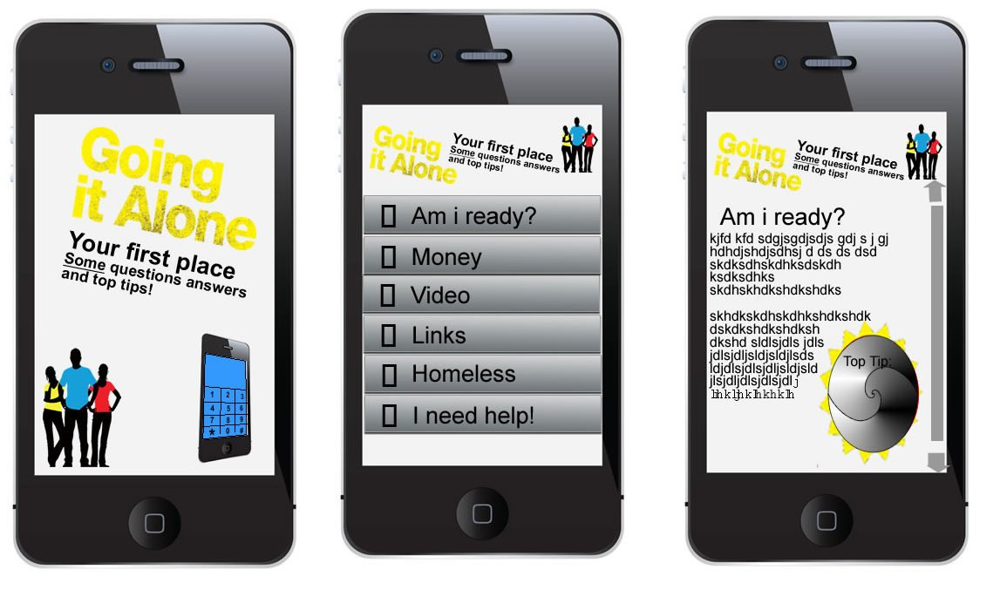 Going
it Alone
Your first place
Some questions answers
and top tips!
1 2 3
4 5 6
7 8 9
* 0 #
Going
it Alone
Your first place
Some questions answers
and top tips!
Am i ready?
Money
Video
Links
Homeless
I need help!
Going
it Alone
Your first place
Some questions answers
and top tips!
Am i ready?
kjfd kfd sdgjsgdjsdjs gdj s j gj
hdhdjshdjsdhsj d ds ds dsd
skdksdhskdhksdskdh
ksdksdhks
skdhskhdkshdkshdks
skhdkskdhskdhkshdkshdk
dskdkshdkshdksh
dkshd sldlsjdls jdls
jdlsjdljsldjsldjlsds
ldjdlsjdlsjdljsldjsld
jlsjdljdlsjdlsjdlj
lhkljhklhkhklh
Top Tip: